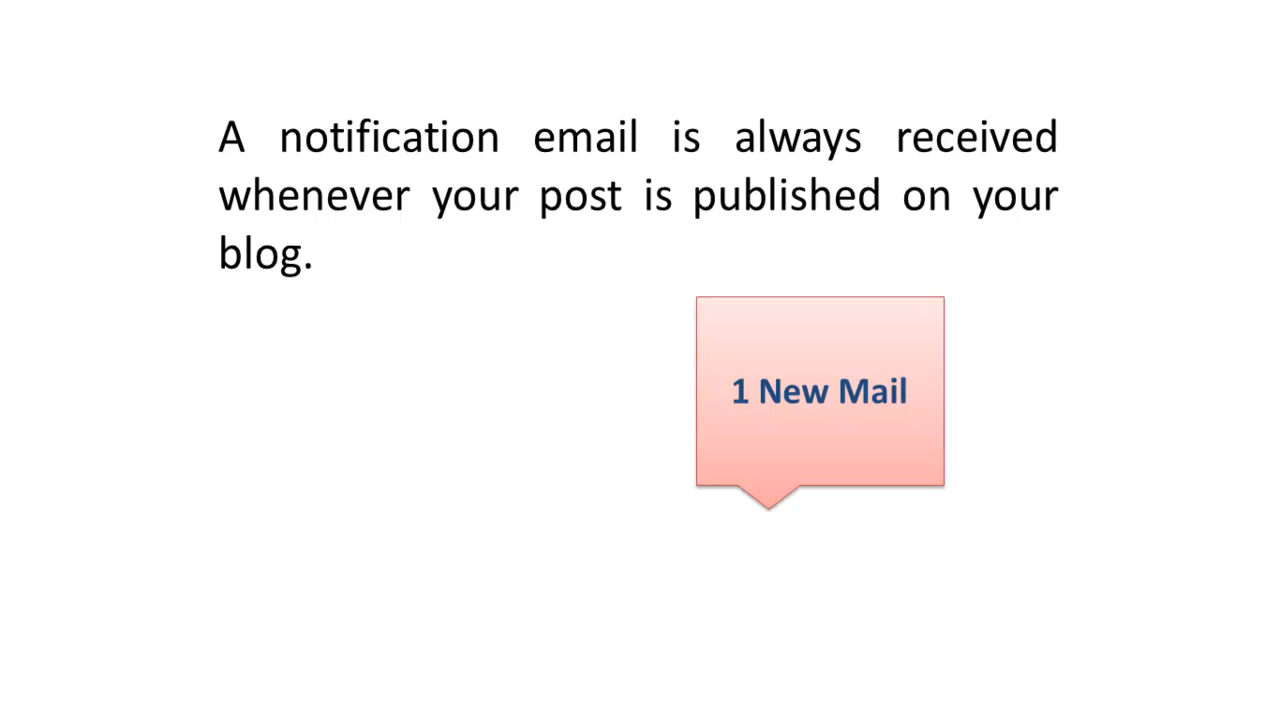 A notification email is always received
whenever your post is published on your
blog.
1 New Mail